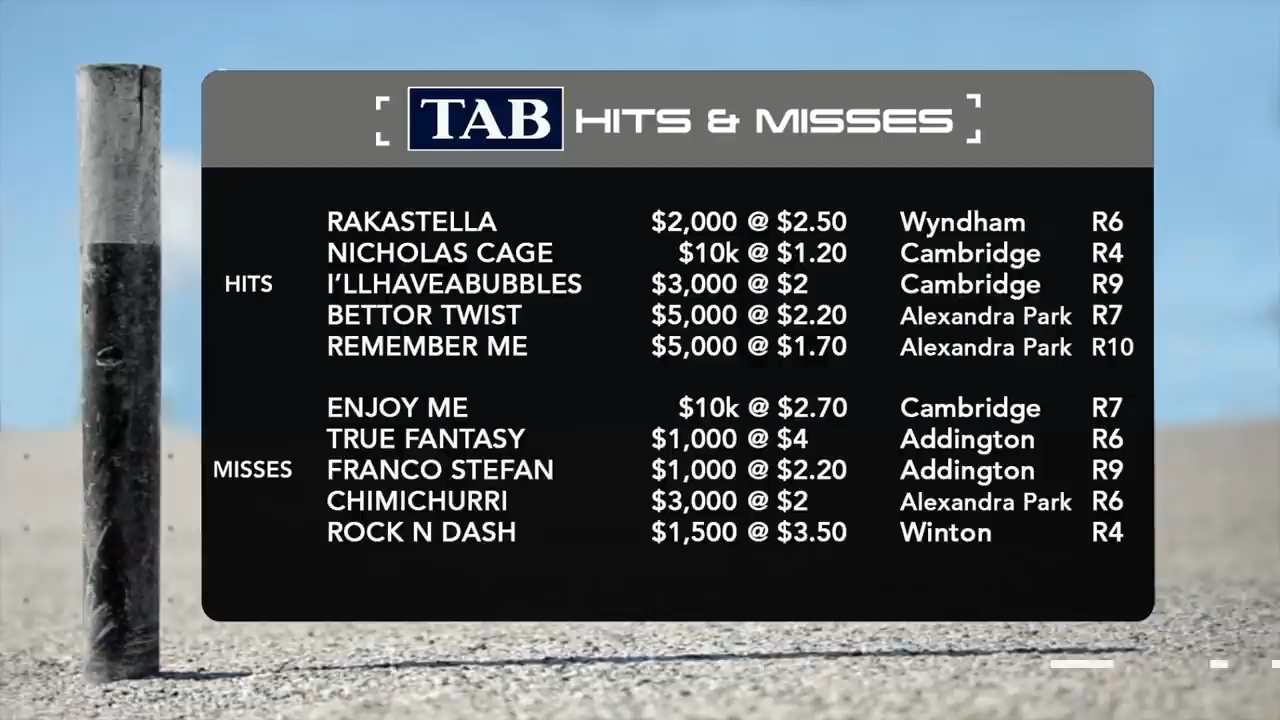 TAB HITS & MISSES
HITS
RAKASTELLA $2,000 @ $2.50 Wyndham R6
NICHOLAS CAGE $10k @ $1.20 Cambridge R4
I'LLHAVEABUBBLES $3,000 @ $2 Cambridge R9
BETTOR TWIST $5,000 @ $2.20 Alexandra Park R7
REMEMBER ME $5,000 @ $1.70 Alexandra Park R10
MISSES
ENJOY ME $10k @ $2.70 Cambridge R7
TRUE FANTASY $1,000 @ $4 Addington R6
FRANCO STEFAN $1,000 @ $2.20 Addington R9
CHIMICHURRI $3,000 @ $2 Alexandra Park R6
ROCK N DASH $1,500 @ $3.50 Winton R4